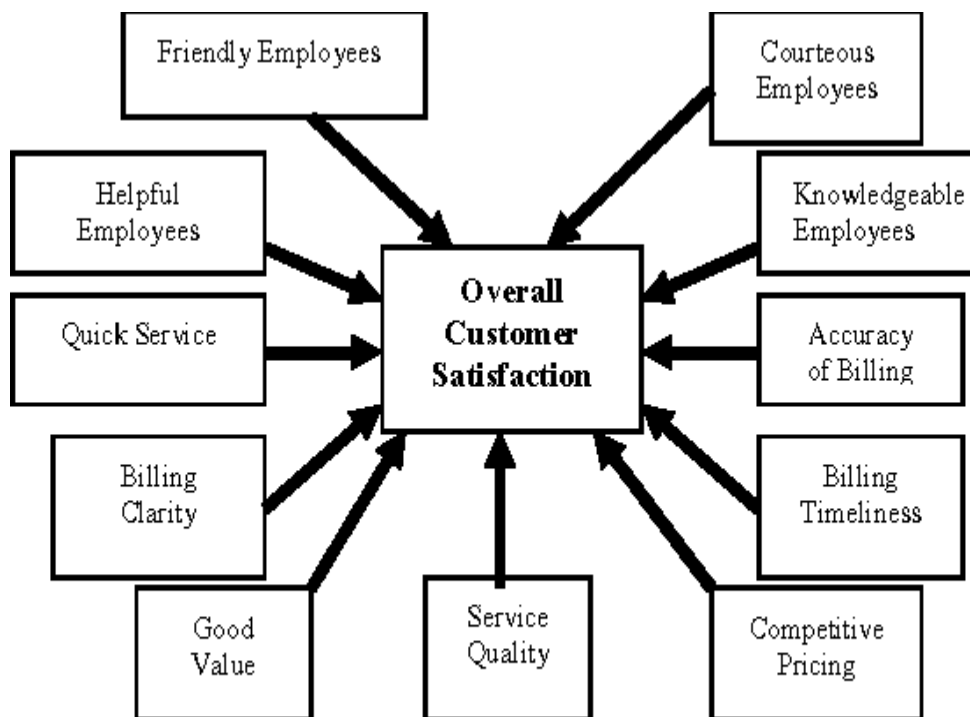 Friendly Employees
Courteous
Employees
Helpful
Employees
Knowledgeable
Employees
Overall
Customer
Satisfaction
Quick Service
Accuracy
of Billing
Billing
Clarity
Billing
Timeliness
Good
Value
Service
Quality
Competitive
Pricing